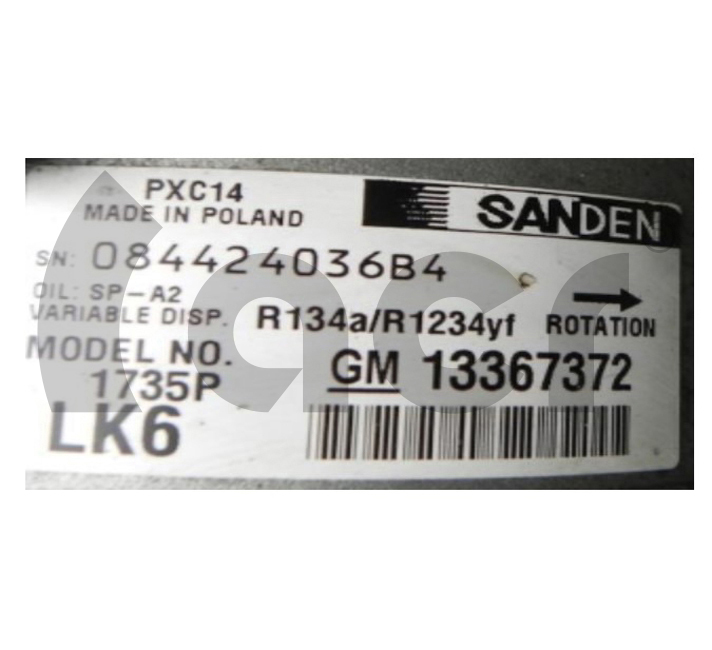 PXC14
MADE IN POLAND
SANDEN
SN: 084424036B4
OIL: SP-A2
VARIABLE DISP. R134a/R1234yf ROTATION
MODEL NO.
1735P
GM 13367372
LK6